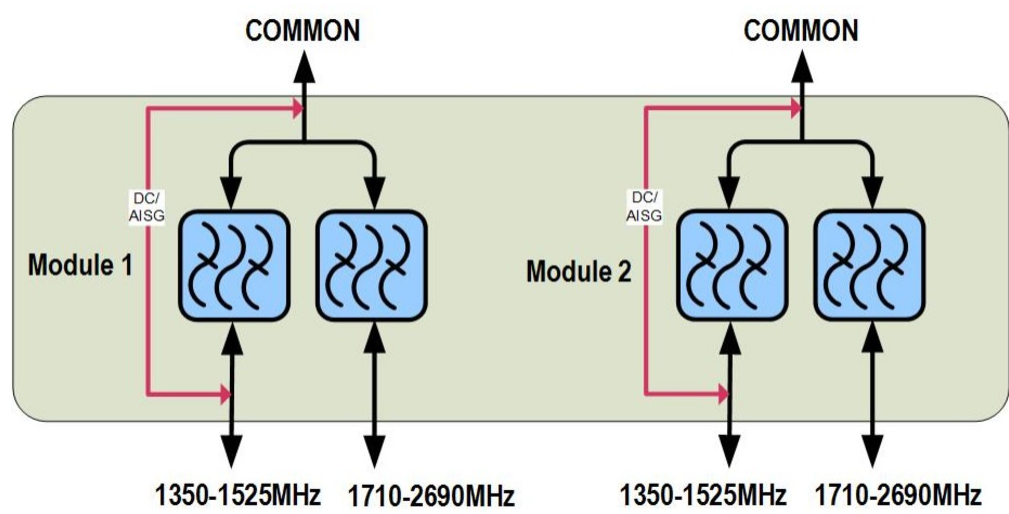 COMMON
COMMON
DC/
AISG
DC/
AISG
Module 1
Module 2
1350-1525MHz
1710-2690MHz
1350-1525MHz
1710-2690MHz